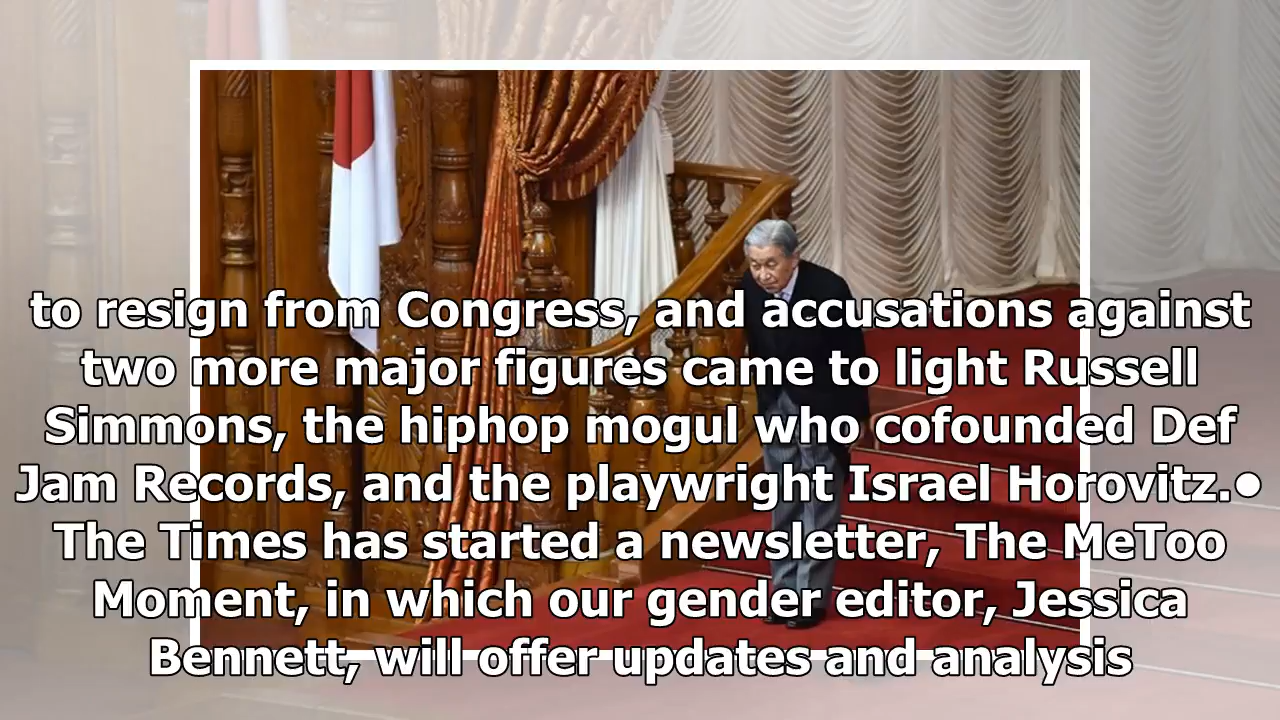 to resign from Congress, and accusations against
two more major figures came to light Russell
Simmons, the hiphop mogul who cofounded Def
Jam Records, and the playwright Israel Horovitz.●
The Times has started a newsletter, The MeToo
Moment, in which our gender editor, Jessica
Bennett, will offer updates and analysis